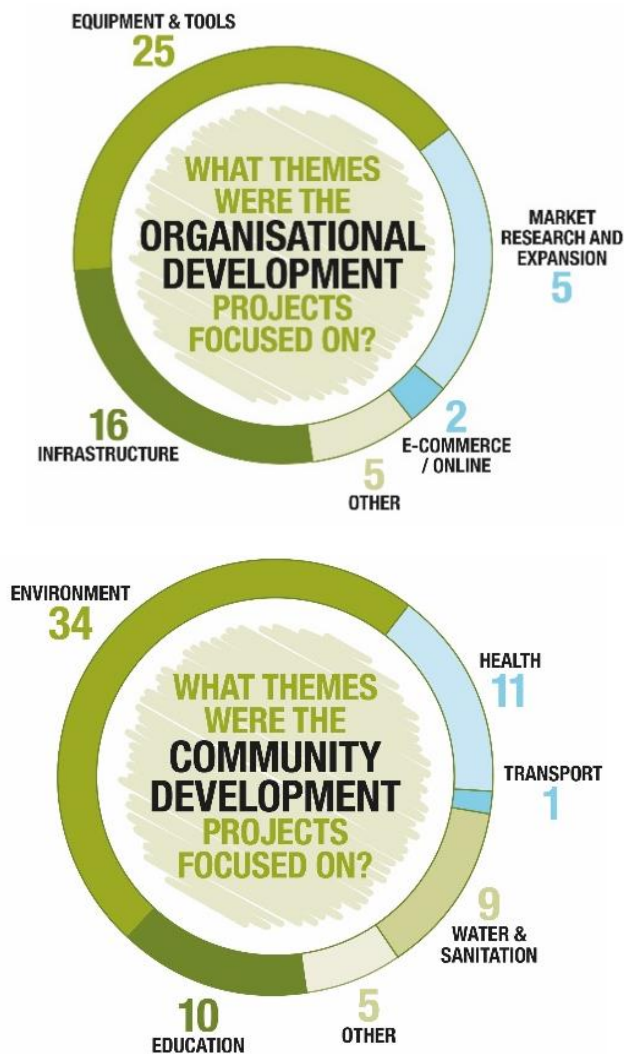 EQUIPMENT & TOOLS
25
WHAT THEMES
WERE THE
ORGANISATIONAL
DEVELOPMENT
PROJECTS
FOCUSED ON?
MARKET
RESEARCH AND
EXPANSION
5
16
INFRASTRUCTURE
2
E-COMMERCE
/ ONLINE
5
OTHER
ENVIRONMENT
34
WHAT THEMES
WERE THE
COMMUNITY
DEVELOPMENT
PROJECTS
FOCUSED ON?
HEALTH
11
TRANSPORT
1
9
WATER &
SANITATION
10
EDUCATION
5
OTHER